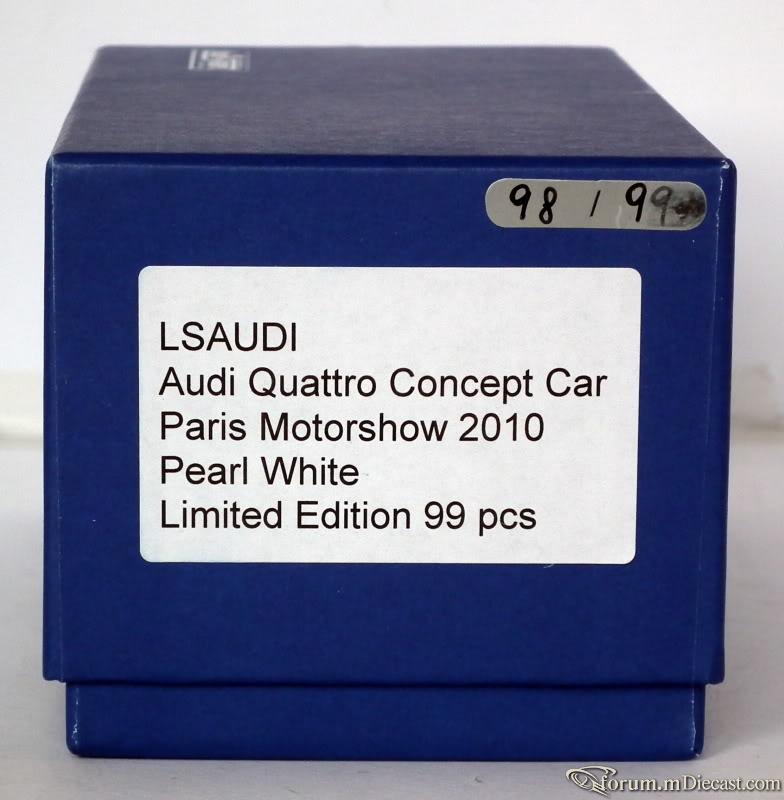 98 / 99
LSAUDI
Audi Quattro Concept Car
Paris Motorshow 2010
Pearl White
Limited Edition 99 pcs
forum.mDiecast.com